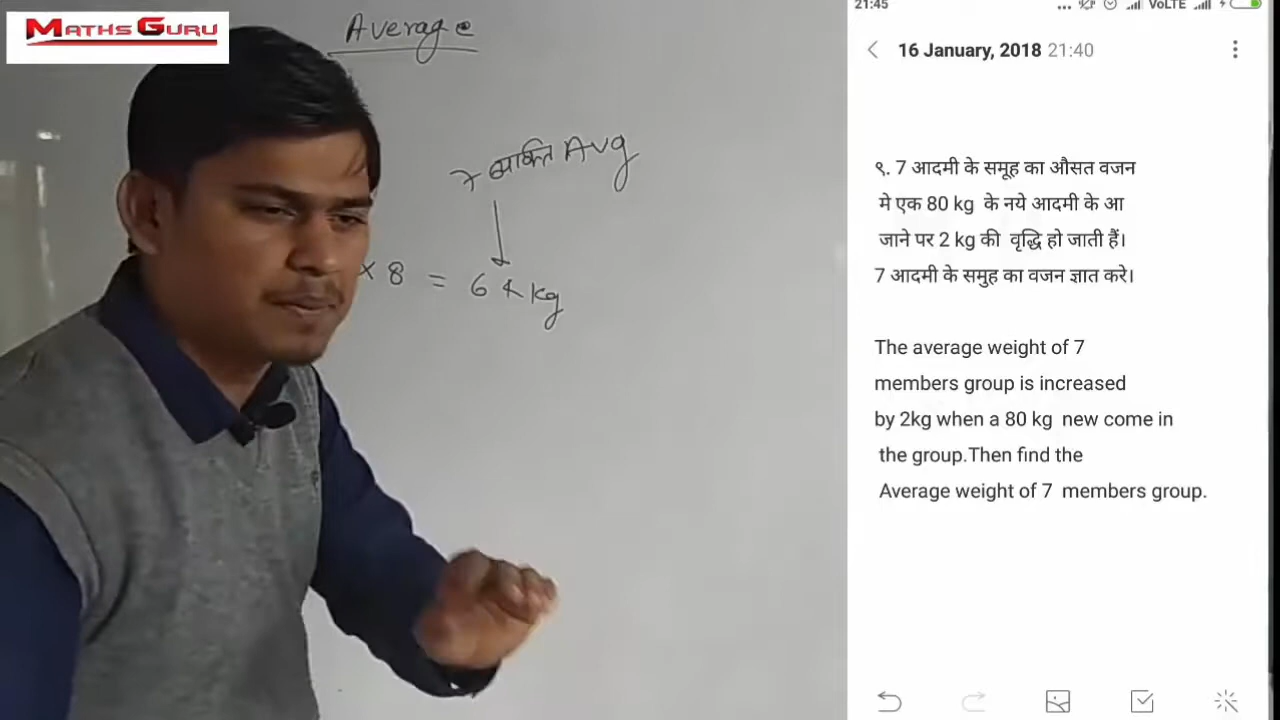 MATHS GURU
Average
7 व्यक्ति Avg
× 8 = 64 kg
21:45
... VoLTE
16 January, 2018 21:40
९. 7 आदमी के समूह का औसत वजन
मे एक 80 kg के नये आदमी के आ
जाने पर 2 kg की वृद्धि हो जाती हैं।
7 आदमी के समुह का वजन ज्ञात करे।
The average weight of 7
members group is increased
by 2kg when a 80 kg new come in
the group.Then find the
Average weight of 7 members group.